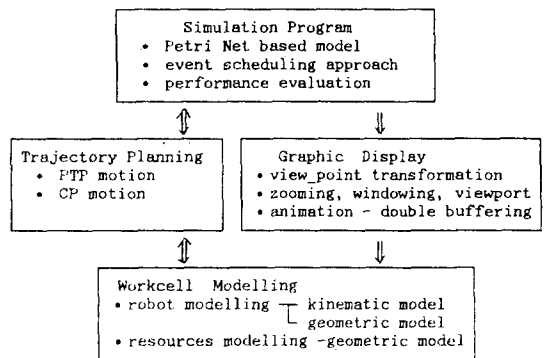 Simulation Program
• Petri Net based model
• event scheduling approach
• performance evaluation
Trajectory Planning
• PTP motion
• CP motion
Graphic Display
• view_point transformation
• zooming, windowing, viewport
• animation - double buffering
Workcell Modelling
• robot modelling kinematic model
geometric model
• resources modelling -geometric model